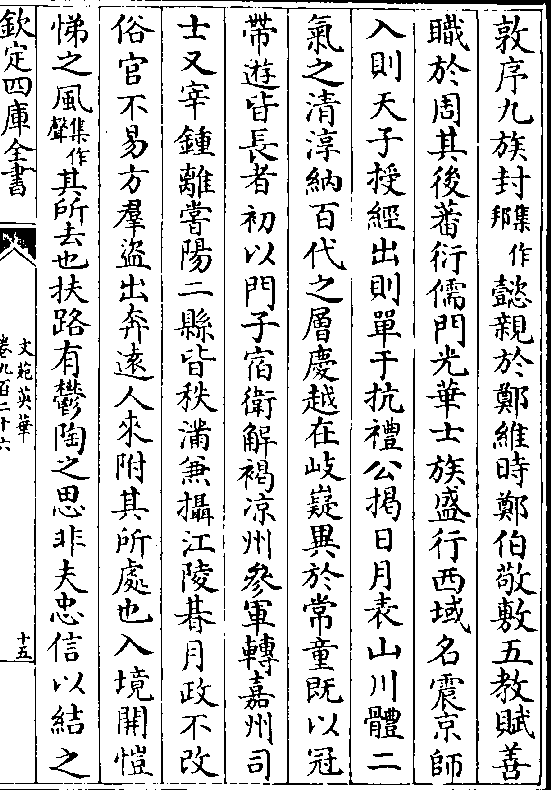 敦序九族封集作邦懿親於鄭維時鄭伯敬敷五教賦善
職於周其後蕃衍儒門光華士族盛行西域名震京師
入則天子授經出則單于抗禮公揭日月表山川體二
氣之清淳納百代之層慶越在岐嶷異於常童既以冠
帶遊皆長者初以門子宿衛解褐凉州參軍轉嘉州司
士又宰鍾離嘗陽二縣皆秩滿兼攝江陵朞月政不改
俗官不易方羣盜出奔逺人來附其所處也入境開愷
悌之風集作聲其所去也扶路有鬱陶之思非夫忠信以結之
欽定四庫全書
文苑英華
卷九百二十六
十五